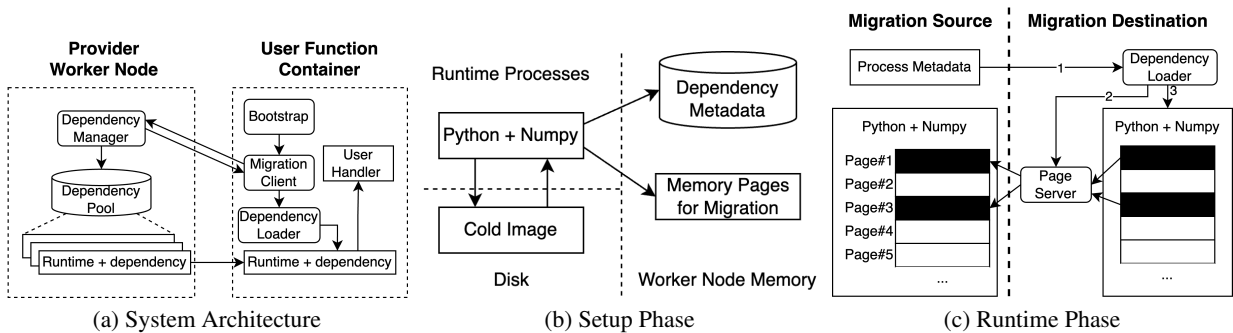 Provider
Worker Node
User Function
Container
Dependency
Manager
Bootstrap
Migration
Client
User
Handler
Dependency
Pool
Dependency
Loader
Runtime + dependency
Runtime + dependency
(a) System Architecture
Runtime Processes
Dependency
Metadata
Python + Numpy
Memory Pages
for Migration
Cold Image
Disk
Worker Node Memory
(b) Setup Phase
Migration Source
Migration Destination
Process Metadata
1
Dependency
Loader
2
3
Python + Numpy
Python + Numpy
Page#1
Page#2
Page#3
Page#4
Page#5
Page
Server
...
...
(c) Runtime Phase